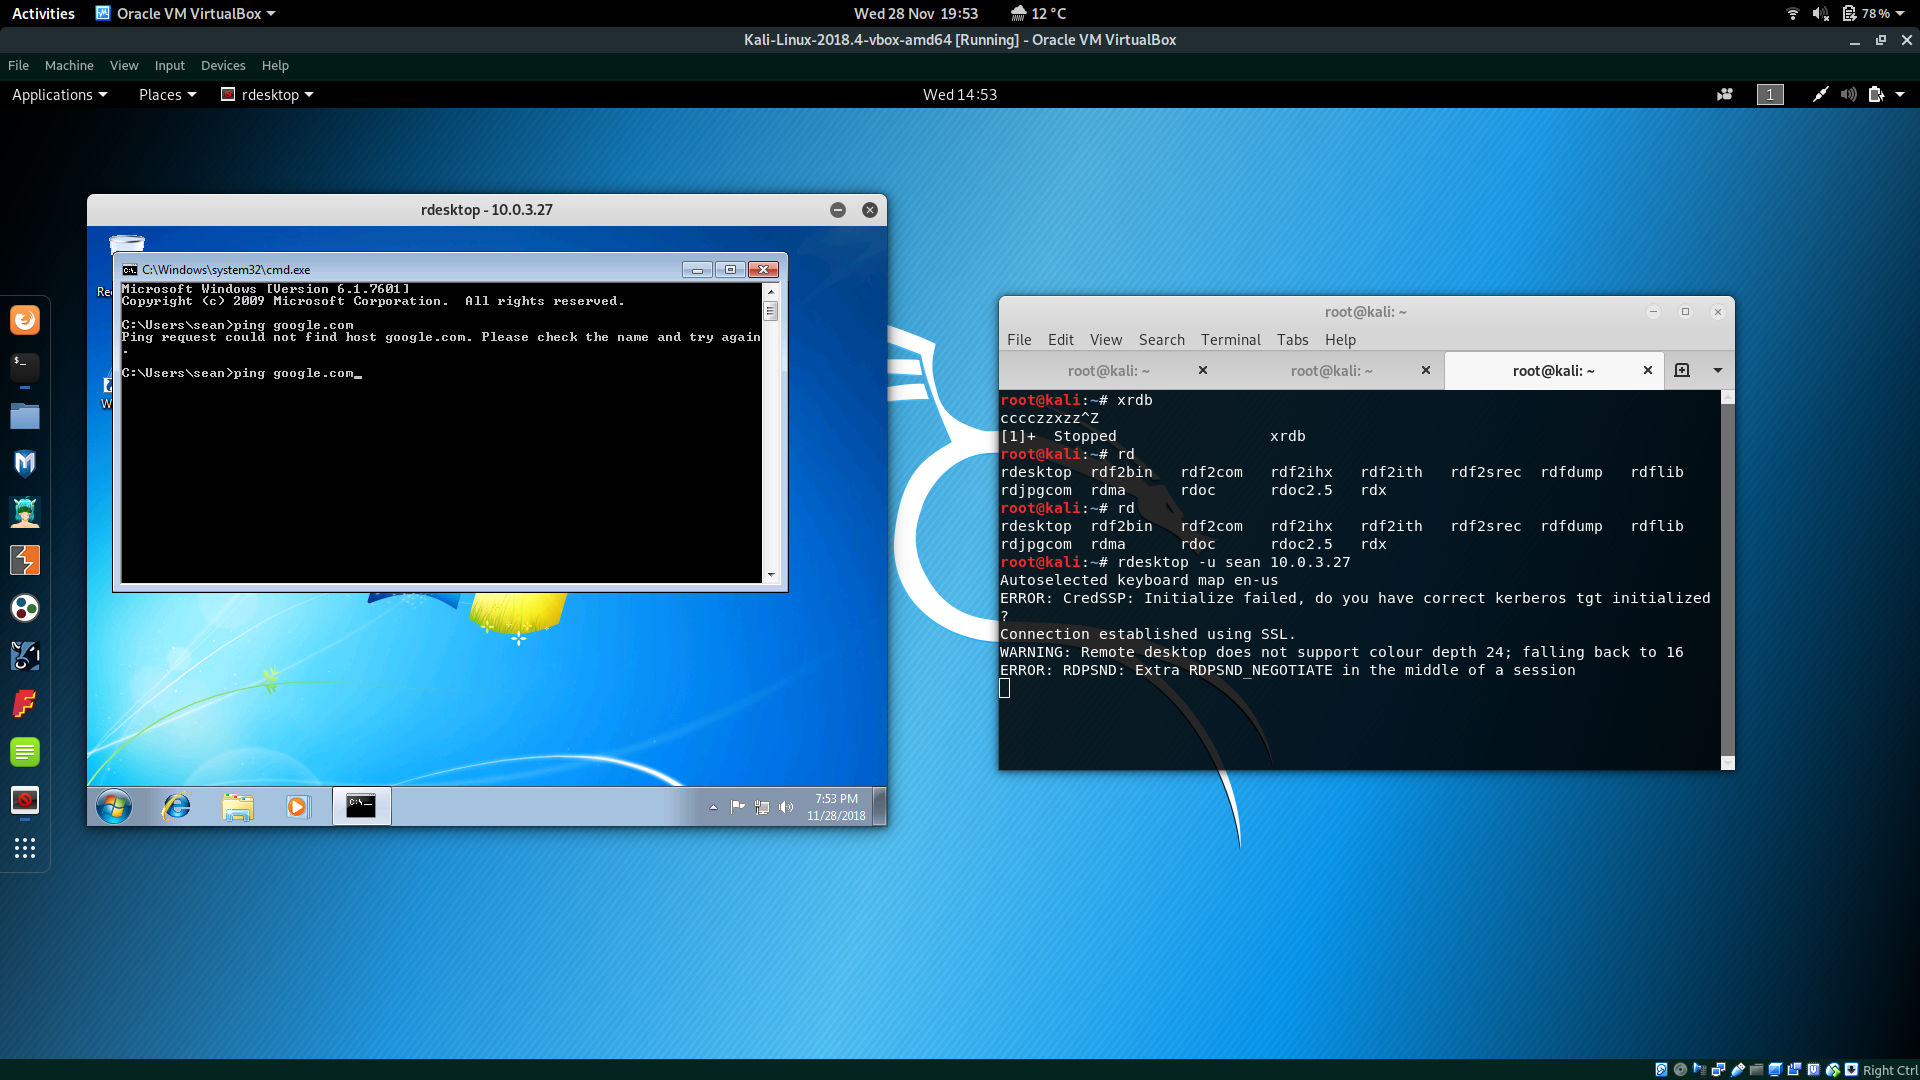 Activities Oracle VM VirtualBox Wed 28 Nov 19:53 12 °C 78%
Kali-Linux-2018.4-vbox-amd64 [Running] - Oracle VM VirtualBox
File Machine View Input Devices Help
Applications Places rdesktop Wed 14:53 1
rdesktop - 10.0.3.27
C:\Windows\system32\cmd.exe
Microsoft Windows [Version 6.1.7601]
Copyright (c) 2009 Microsoft Corporation. All rights reserved.
C:\Users\sean>ping google.com
Ping request could not find host google.com. Please check the name and try again
.
C:\Users\sean>ping google.com_
7:53 PM
11/28/2018
root@kali: ~
File Edit View Search Terminal Tabs Help
root@kali: ~ root@kali: ~ root@kali: ~
root@kali:~# xrdb
cccczzxzz^Z
[1]+ Stopped xrdb
root@kali:~# rd
rdesktop rdf2bin rdf2com rdf2ihx rdf2ith rdf2srec rdfdump rdflib
rdjpgcom rdma rdoc rdoc2.5 rdx
root@kali:~# rd
rdesktop rdf2bin rdf2com rdf2ihx rdf2ith rdf2srec rdfdump rdflib
rdjpgcom rdma rdoc rdoc2.5 rdx
root@kali:~# rdesktop -u sean 10.0.3.27
Autoselected keyboard map en-us
ERROR: CredSSP: Initialize failed, do you have correct kerberos tgt initialized
?
Connection established using SSL.
WARNING: Remote desktop does not support colour depth 24; falling back to 16
ERROR: RDPSND: Extra RDPSND_NEGOTIATE in the middle of a session
Right Ctrl